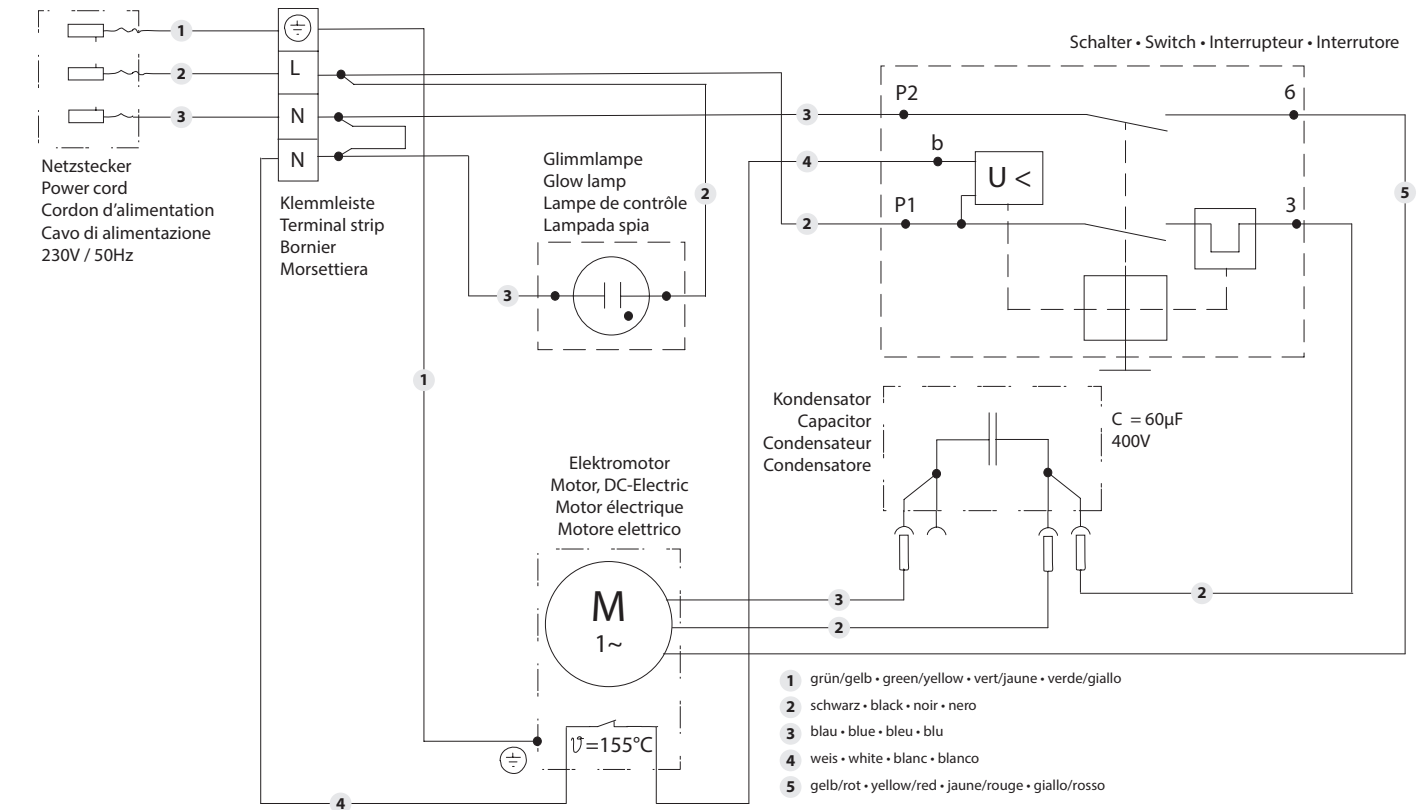 Netzstecker
Power cord
Cordon d'alimentation
Cavo di alimentazione
230V / 50Hz
1
2
3
L
N
N
Klemmleiste
Terminal strip
Bornier
Morsettiera
Glimmlampe
Glow lamp
Lampe de contrôle
Lampada spia
2
3
1
Schalter • Switch • Interrupteur • Interrutore
P2
6
3
b
4
U <
5
P1
3
2
Kondensator
Capacitor
Condensateur
Condensatore
C = 60µF
400V
Elektromotor
Motor, DC-Electric
Motor électrique
Motore elettrico
M
1~
3
2
2
ϑ=155°C
4
1 grün/gelb • green/yellow • vert/jaune • verde/giallo
2 schwarz • black • noir • nero
3 blau • blue • bleu • blu
4 weis • white • blanc • blanco
5 gelb/rot • yellow/red • jaune/rouge • giallo/rosso